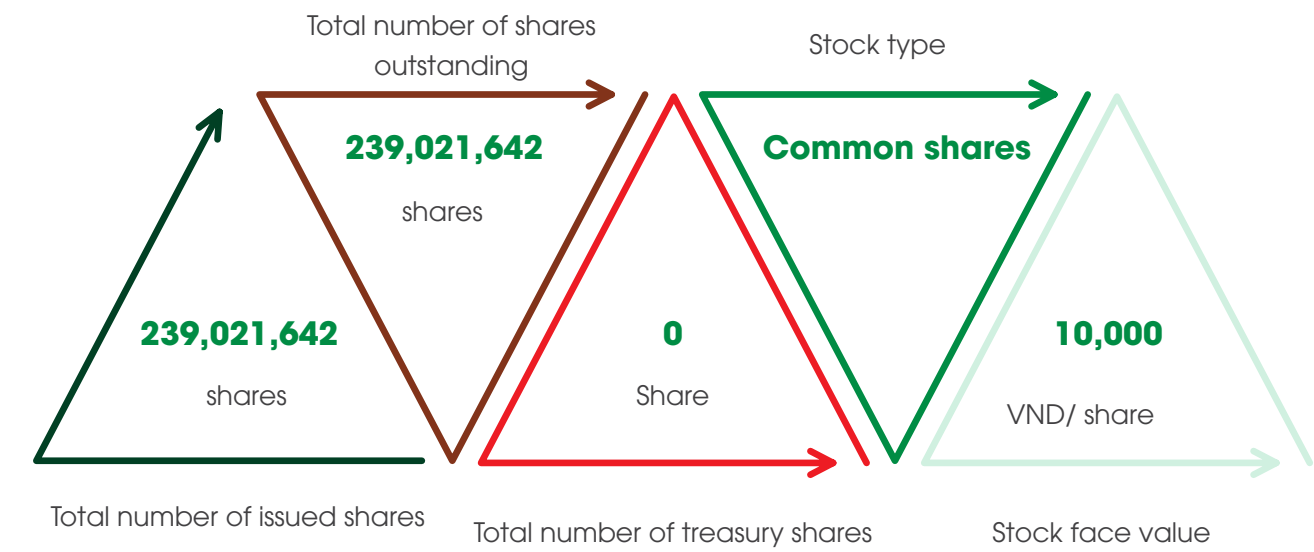 Total number of shares
outstanding
239,021,642
shares
Stock type
Common shares
239,021,642
shares
Total number of issued shares
0
Share
Total number of treasury shares
10,000
VND/ share
Stock face value